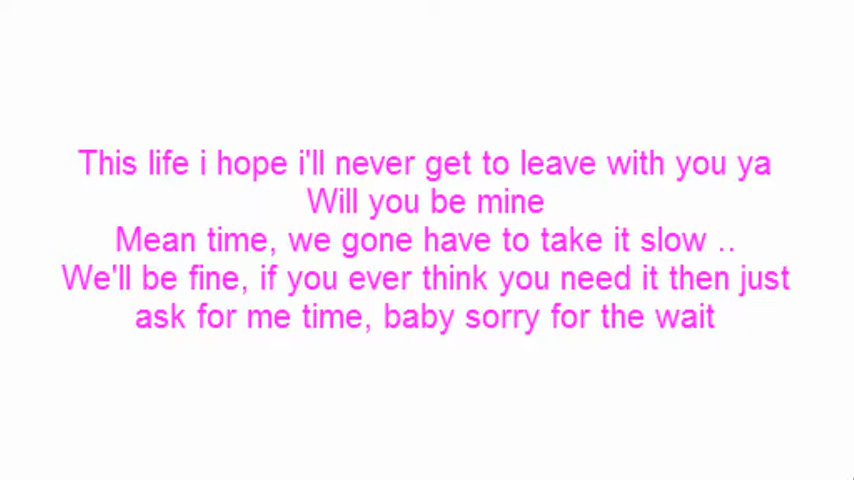 This life i hope i'll never get to leave with you ya
Will you be mine
Mean time, we gone have to take it slow ..
We'll be fine, if you ever think you need it then just
ask for me time, baby sorry for the wait